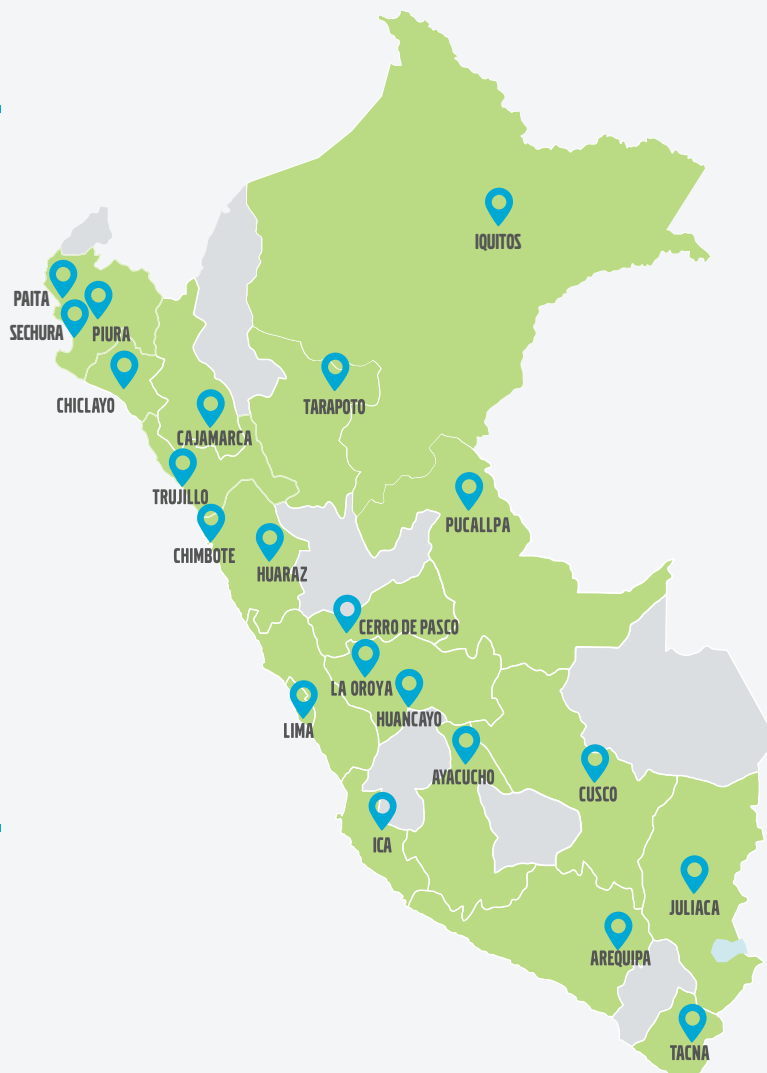 IQUITOS
PAITA
SECHURA
PIURA
CHICLAYO
TARAPOTO
CAJAMARCA
TRUJILLO
PUCALLPA
CHIMBOTE
HUARAZ
CERRO DE PASCO
LA OROYA
HUANCAYO
LIMA
AYACUCHO
CUSCO
ICA
JULIACA
AREQUIPA
TACNA